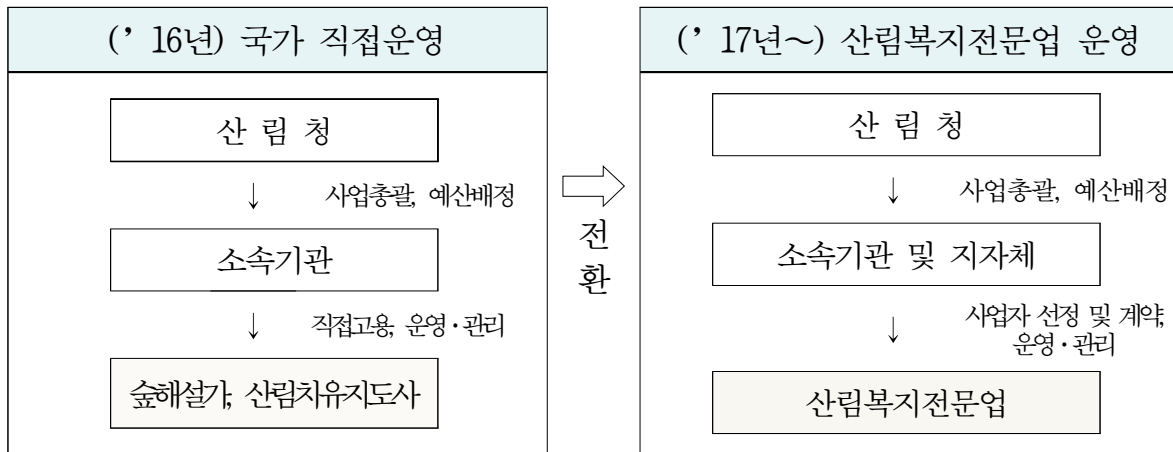 (’16년) 국가 직접운영
산 림 청
↓ 사업총괄, 예산배정
소속기관
↓ 직접고용, 운영·관리
숲해설가, 산림치유지도사
전
환
(’17년~) 산림복지전문업 운영
산 림 청
↓ 사업총괄, 예산배정
소속기관 및 지자체
↓ 사업자 선정 및 계약,
운영·관리
산림복지전문업